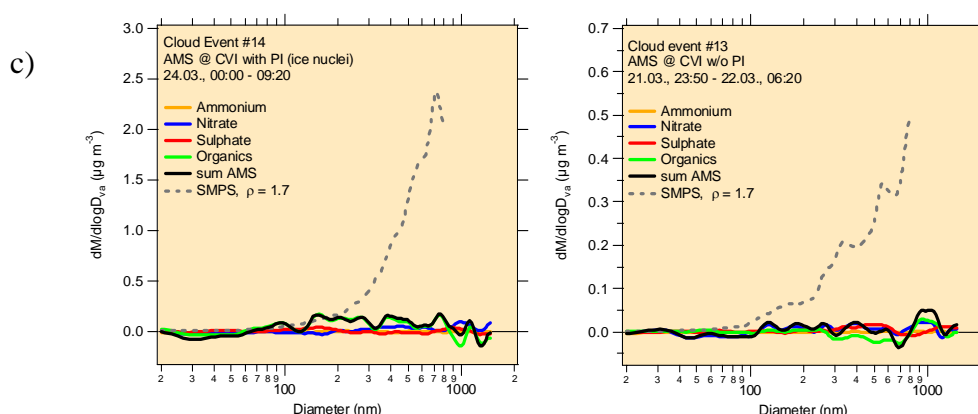 c)
Cloud Event #14
AMS @ CVI with PI (ice nuclei)
24.03., 00:00 - 09:20
Ammonium
Nitrate
Sulphate
Organics
sum AMS
SMPS, ρ = 1.7
3.0
2.5
2.0
1.5
1.0
0.5
0.0
dM/dlogDva (µg m-3)
2 3 4 5 6 7 8 9 2 3 4 5 6 7 8 9 2
100 1000
Diameter (nm)
Cloud event #13
AMS @ CVI w/o PI
21.03., 23:50 - 22.03., 06:20
Ammonium
Nitrate
Sulphate
Organics
sum AMS
SMPS, ρ = 1.7
0.7
0.6
0.5
0.4
0.3
0.2
0.1
0.0
dM/dlogDva (µg m-3)
2 3 4 5 6 7 8 9 2 3 4 5 6 7 8 9
100 1000
Diameter (nm)